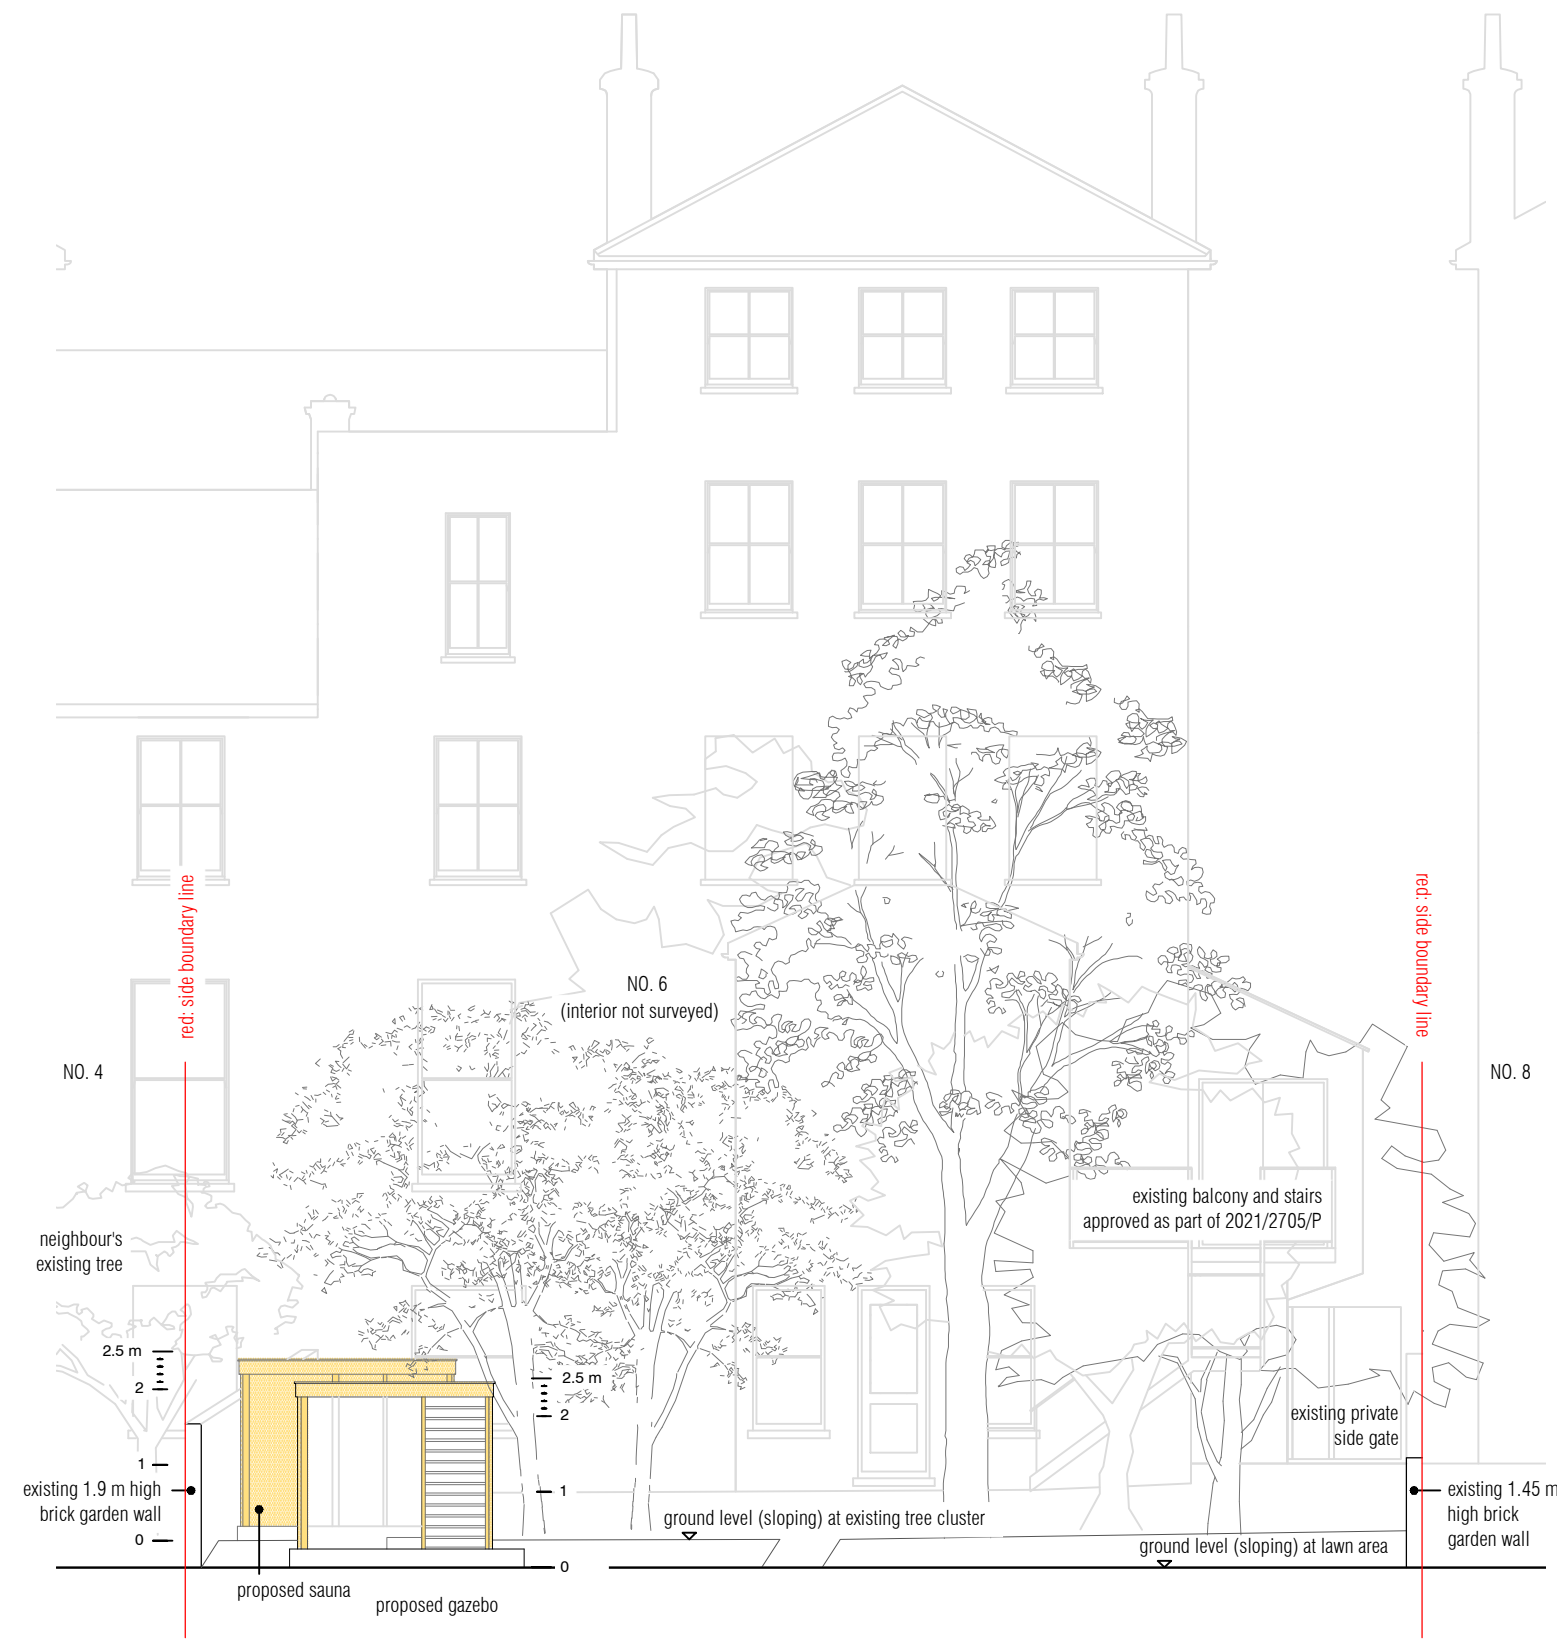 red: side boundary line
red: side boundary line
NO. 6
(interior not surveyed)
NO. 4
NO. 8
existing balcony and stairs
approved as part of 2021/2705/P
neighbour's
existing tree
2.5 m
2
1
0
2.5 m
2
1
0
existing private
side gate
existing 1.9 m high
brick garden wall
existing 1.45 m
high brick
garden wall
ground level (sloping) at existing tree cluster
ground level (sloping) at lawn area
proposed sauna
proposed gazebo